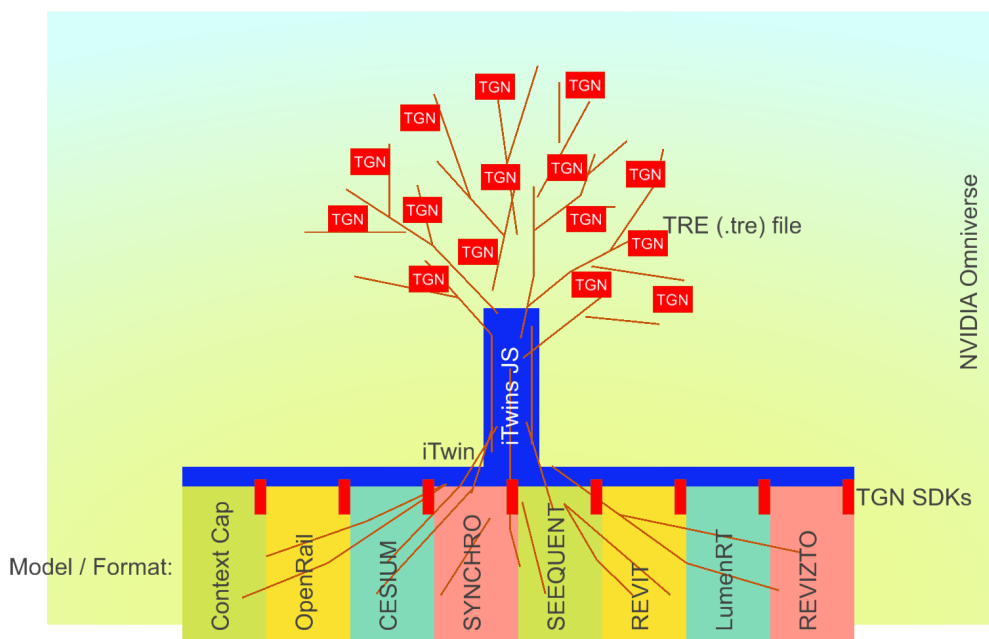 TGN
TGN
TGN
TGN
TGN
TGN
TGN
TGN
TGN
TGN
TRE (.tre) file
TGN
TGN
TGN
TGN
TGN
NVIDIA Omniverse
iTwins JS
iTwin
TGN SDKs
Model / Format:
Context Cap
OpenRail
CESIUM
SYNCHRO
SEEQUENT
REVIT
LumenRT
REVIZTO